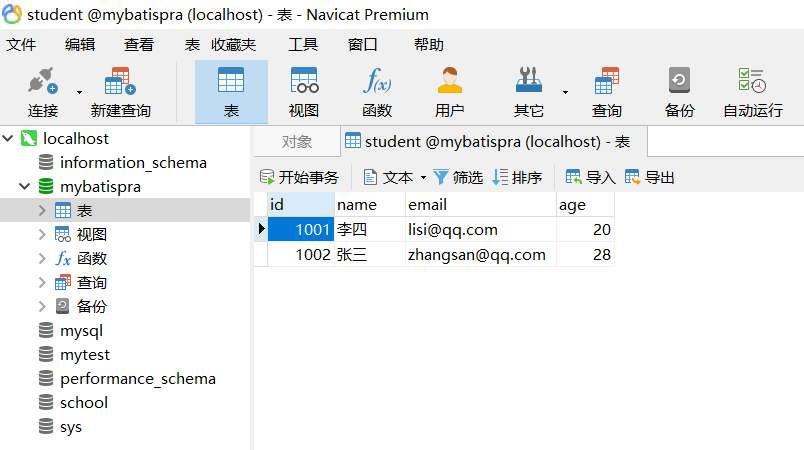 student @mybatispra (localhost) - 表 - Navicat Premium
文件 编辑 查看 表 收藏夹 工具 窗口 帮助
连接 新建查询 表 视图 函数 用户 其它 查询 备份 自动运行
localhost
information_schema
mybatispra
表
视图
函数
查询
备份
mysql
mytest
performance_schema
school
sys
对象 student @mybatispra (localhost) - 表
开始事务 文本 筛选 排序 导入 导出
id name email age
1001 李四 lisi@qq.com 20
1002 张三 zhangsan@qq.com 28